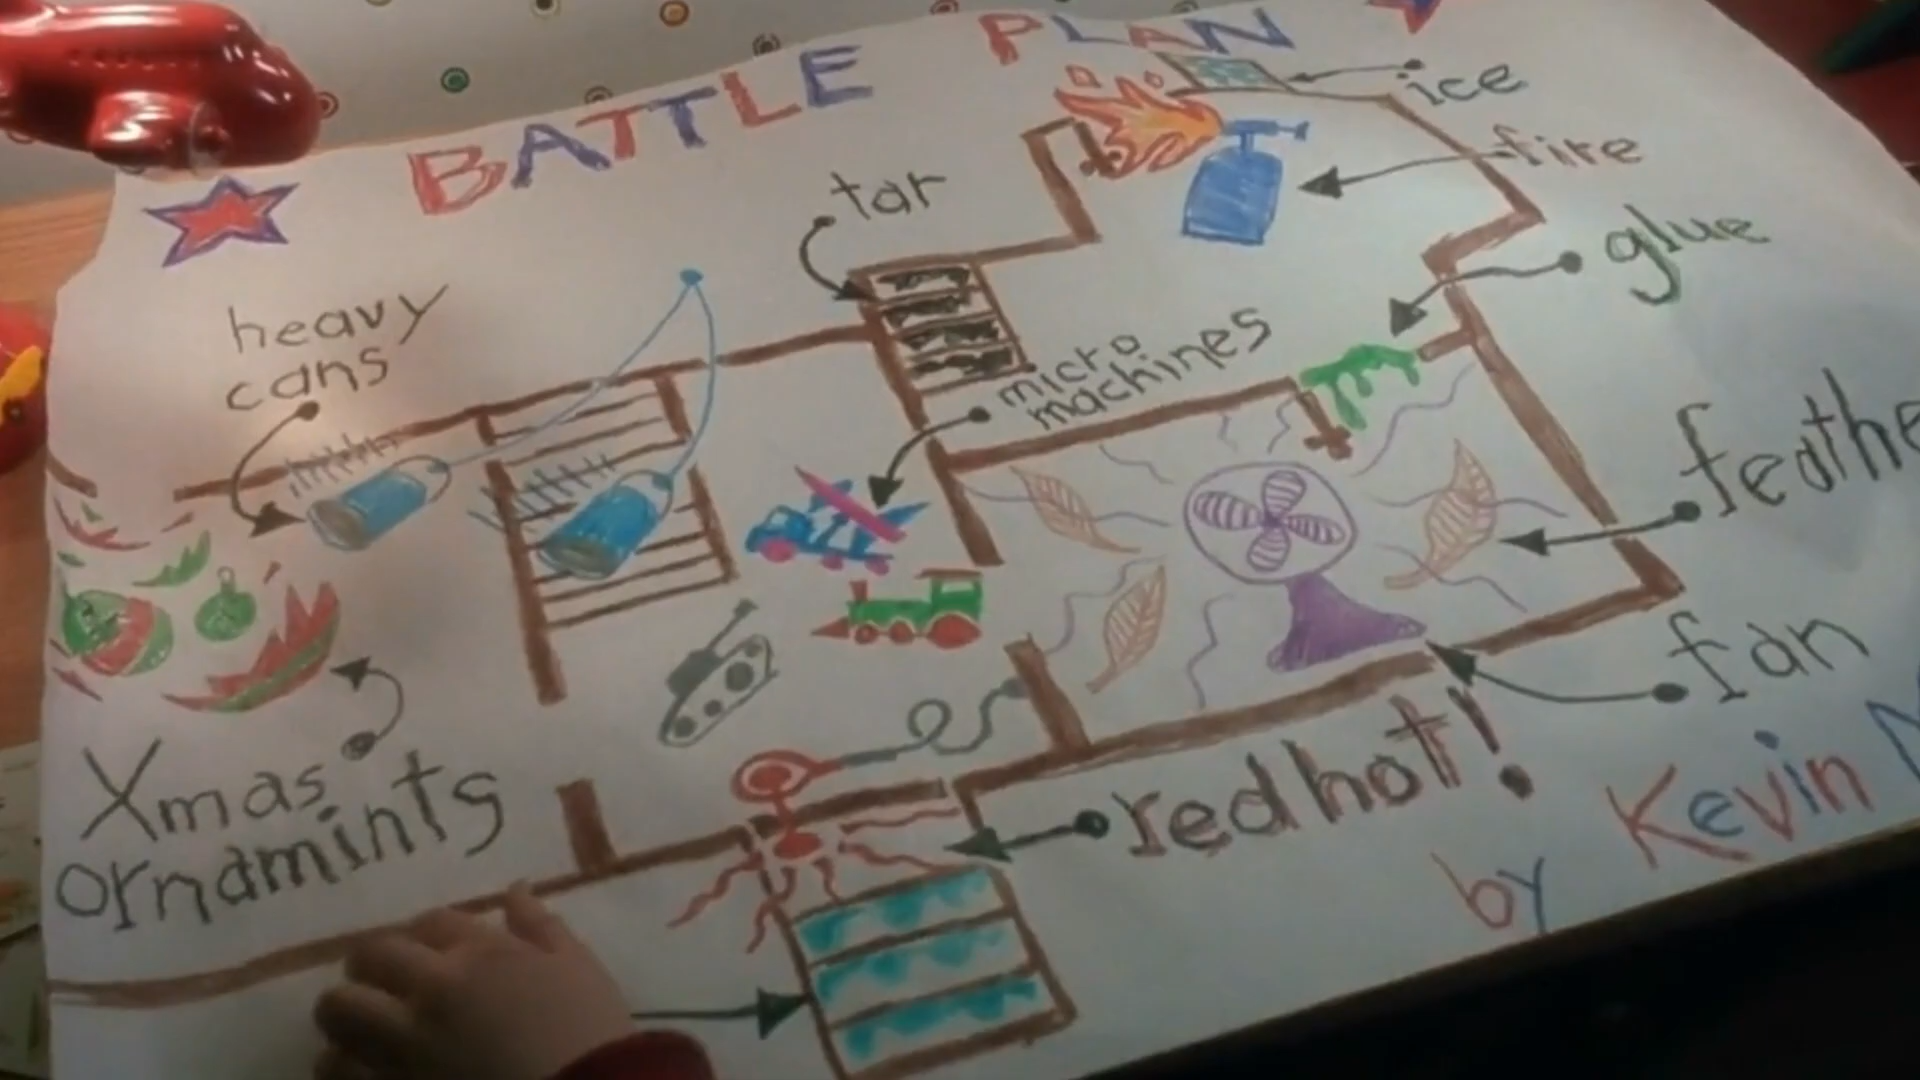 BATTLE PLAN
ice
fire
tar
glue
heavy
cans
micro
machines
feathe
fan
Xmas
ornamints
redhot!
by Kevin M